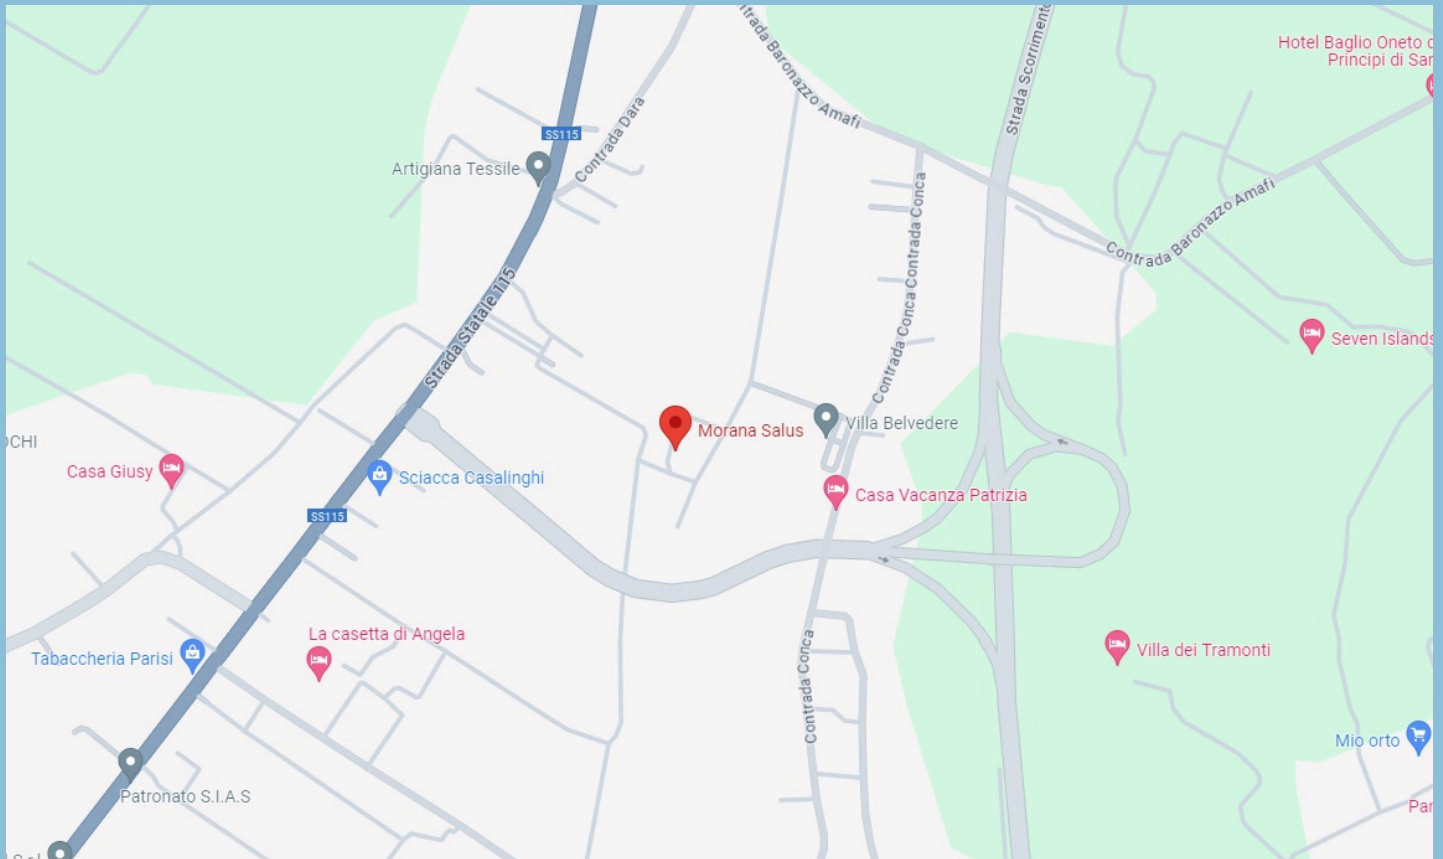 Hotel Baglio Oneto d
Principi di Sar
Contrada Baronazzo Amafi
Strada Scorrimento
SS115
Contrada Dara
Artigiana Tessile
Contrada Conca
Contrada Baronazzo Amafi
Strada Statale 115
Contrada Conca
Seven Islands
OCHI
Morana Salus
Villa Belvedere
Casa Giusy
Sciacca Casalinghi
Casa Vacanza Patrizia
SS115
La casetta di Angela
Tabaccheria Parisi
Villa dei Tramonti
Contrada Conca
Mio orto
Patronato S.I.A.S
Par